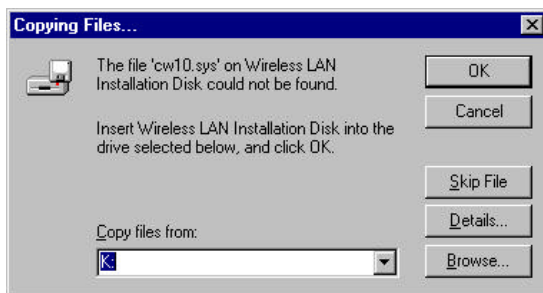 Copying Files...
The file 'cw10.sys' on Wireless LAN
Installation Disk could not be found.
Insert Wireless LAN Installation Disk into the
drive selected below, and click OK.
Copy files from:
K:
OK
Cancel
Skip File
Details...
Browse...